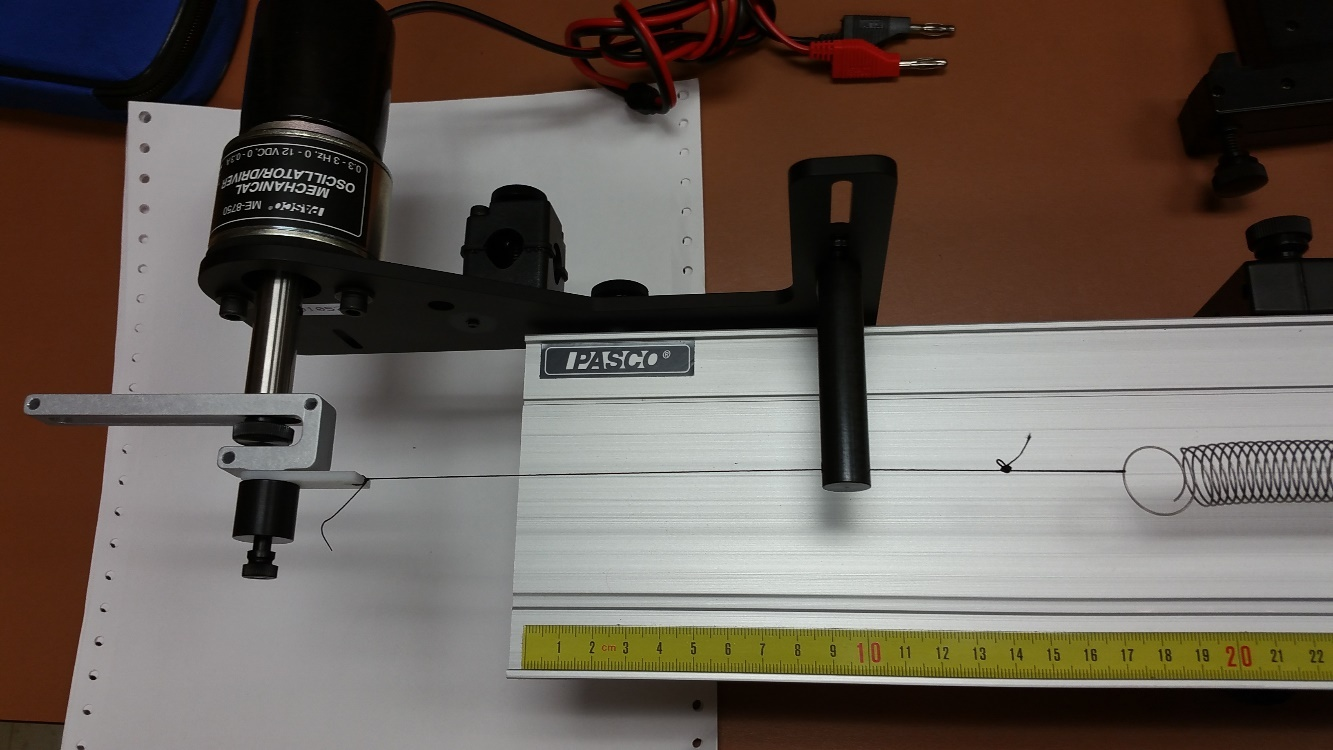 PASCO® ME-8750
MECHANICAL
OSCILLATOR/DRIVER
0.3 - 3 Hz, 0 - 12 VDC, 0 - 0.3 A
PASCO®
1 2 cm 3 4 5 6 7 8 9 10 11 12 13 14 15 16 17 18 19 20 21 22